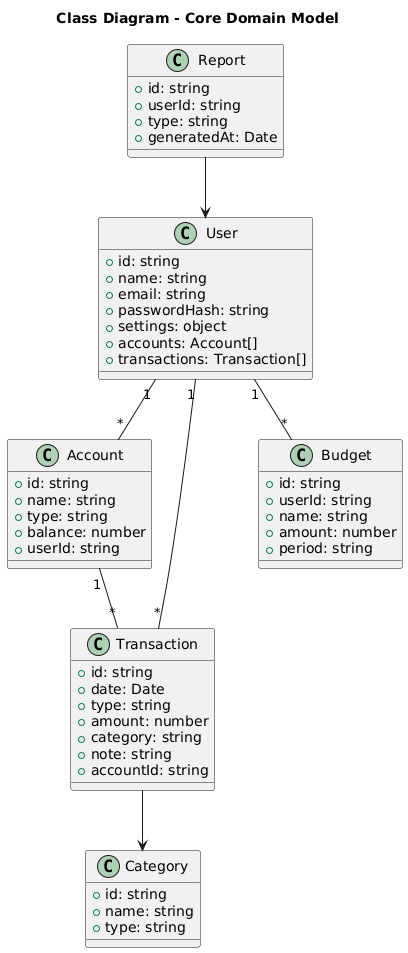 Class Diagram - Core Domain Model
C Report
id: string
userId: string
type: string
generatedAt: Date
C User
id: string
name: string
email: string
passwordHash: string
settings: object
accounts: Account[]
transactions: Transaction[]
1 1 1
* *
C Account
id: string
name: string
type: string
balance: number
userId: string
C Budget
id: string
userId: string
name: string
amount: number
period: string
1
* *
C Transaction
id: string
date: Date
type: string
amount: number
category: string
note: string
accountId: string
C Category
id: string
name: string
type: string